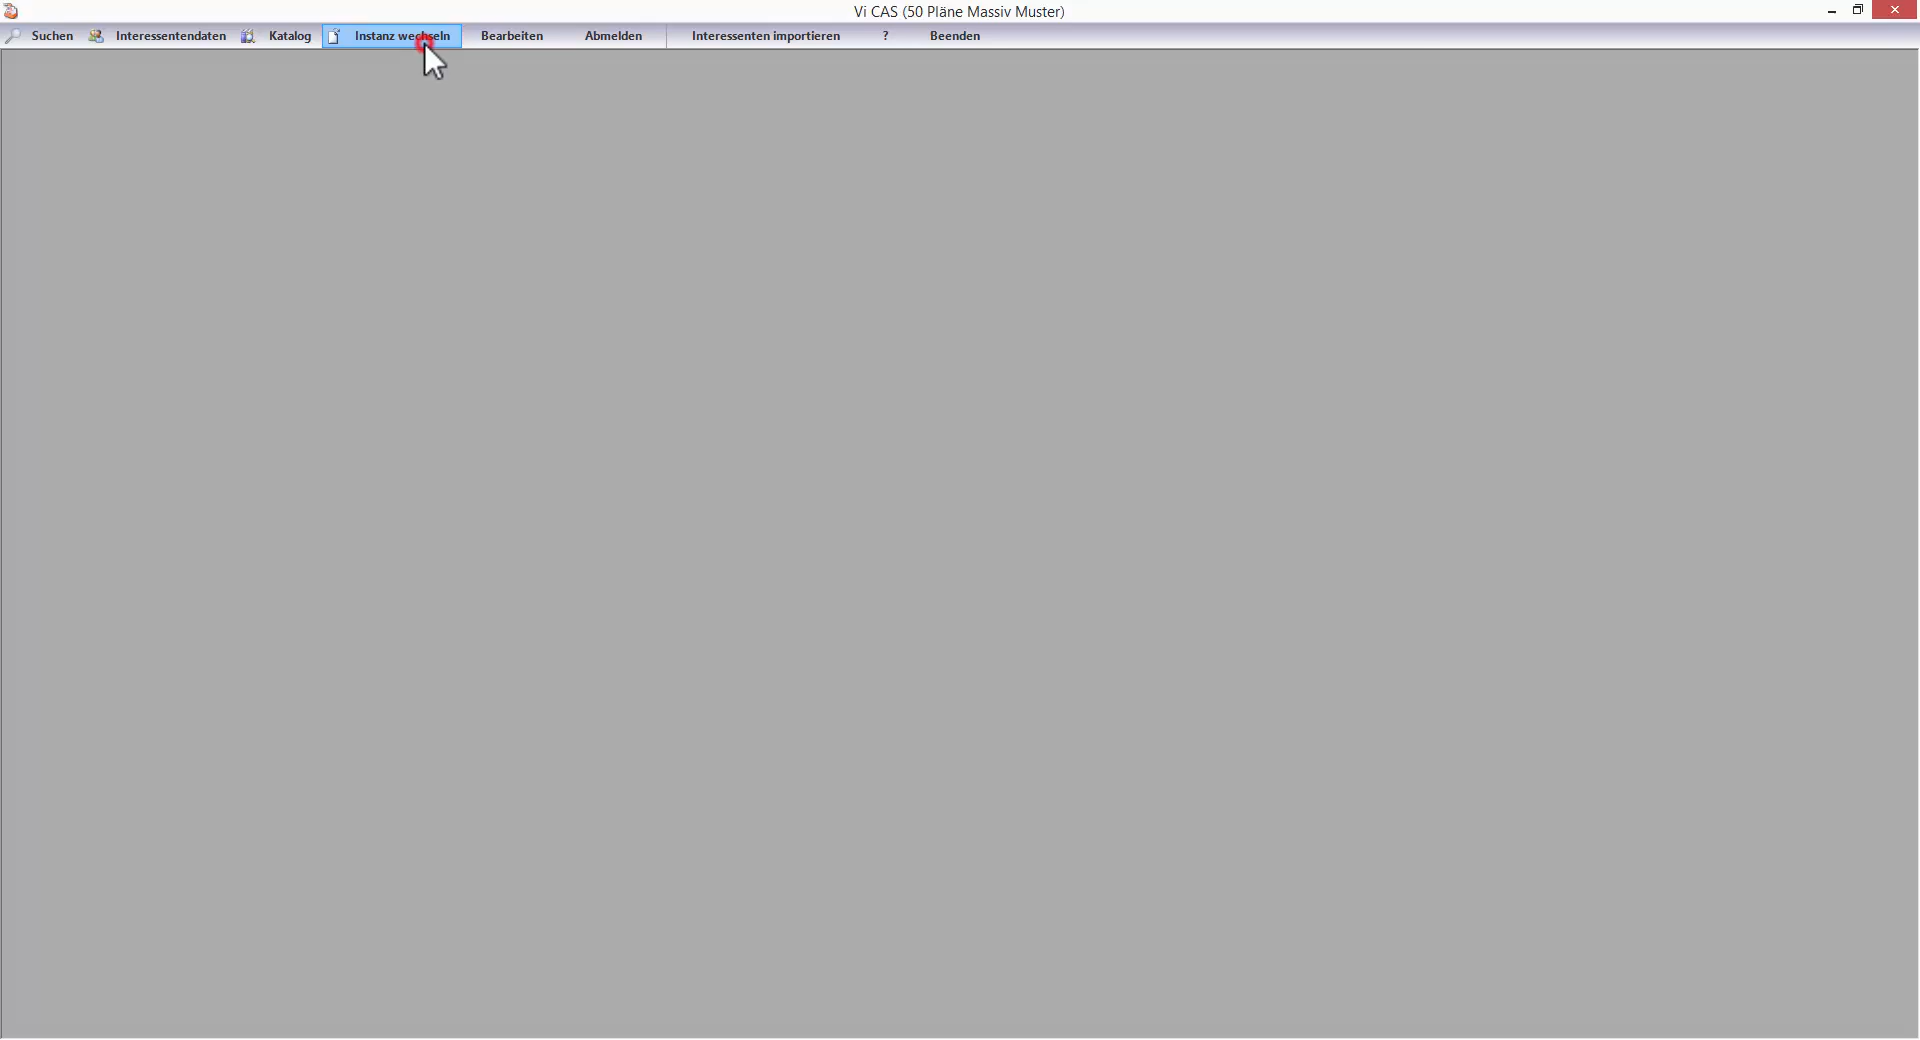 Vi CAS (50 Pläne Massiv Muster)
Suchen Interessentendaten Katalog Instanz wechseln Bearbeiten Abmelden Interessenten importieren ? Beenden